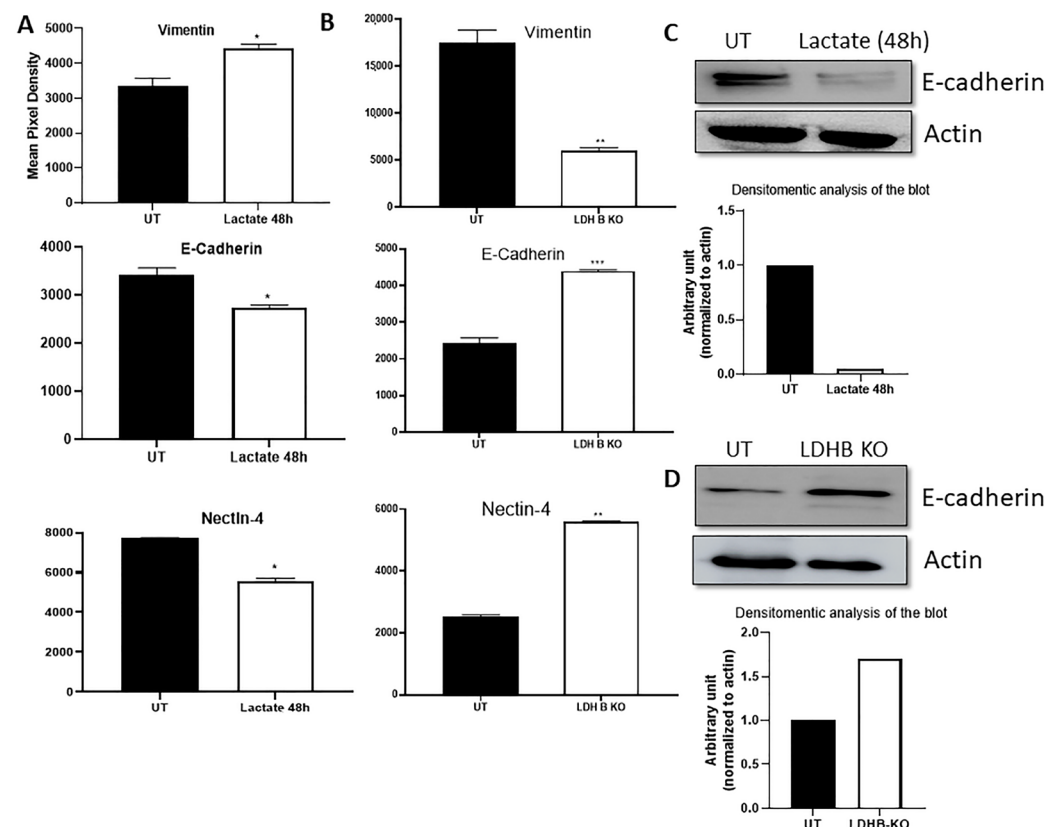 A
Vimentin
Mean Pixel Density
5000
4000
3000
2000
1000
0
*
UT
Lactate 48h
E-Cadherin
4000
3000
2000
1000
0
*
UT
Lactate 48h
NectIn-4
8000
6000
4000
2000
0
*
UT
Lactate 48h
B
Vimentin
20000
15000
10000
5000
0
**
UT
LDH B KO
E-Cadherin
5000
4000
3000
2000
1000
0
***
UT
LDH B KO
Nectin-4
6000
4000
2000
0
**
UT
LDH B KO
C
UT Lactate (48h)
E-cadherin
Actin
Densitomentic analysis of the blot
Arbitrary unit
(normalized to actin)
1.5
1.0
0.5
0.0
UT
Lactate 48h
D
UT LDHB KO
E-cadherin
Actin
Densitomentic analysis of the blot
Arbitrary unit
(normalized to actin)
2.0
1.5
1.0
0.5
0.0
UT
LDHB-KO